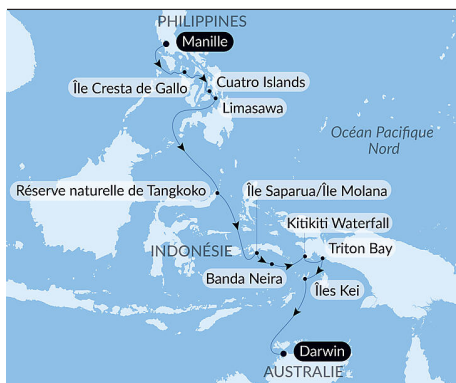 PHILIPPINES
Manille
Île Cresta de Gallo
Cuatro Islands
Limasawa
Océan Pacifique
Nord
Réserve naturelle de Tangkoko
Île Saparua/Île Molana
Kitikiti Waterfall
INDONÉSIE
Triton Bay
Banda Neira
Îles Kei
Darwin
AUSTRALIE